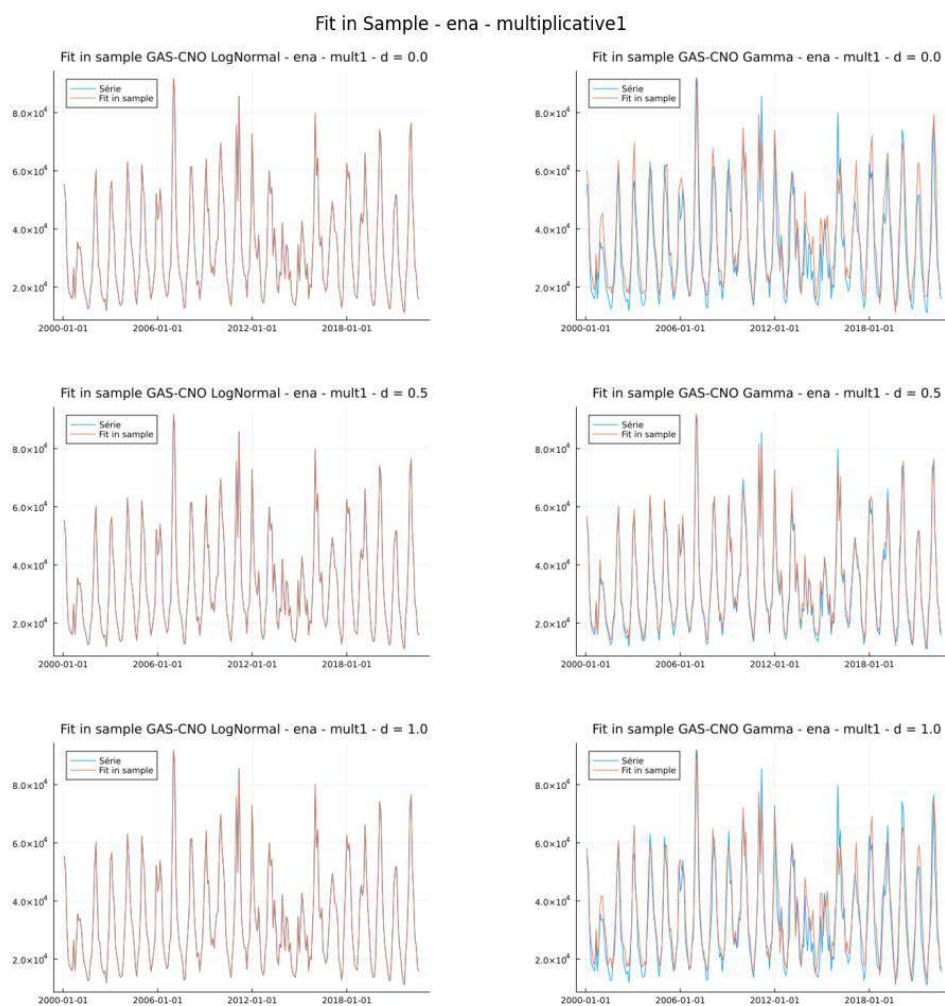 Fit in Sample - ena - multiplicative1
Fit in sample GAS-CNO LogNormal - ena - mult1 - d = 0.0
Série
Fit in sample
8.0×10⁴
6.0×10⁴
4.0×10⁴
2.0×10⁴
2000-01-01 2006-01-01 2012-01-01 2018-01-01
Fit in sample GAS-CNO Gamma - ena - mult1 - d = 0.0
Série
Fit in sample
8.0×10⁴
6.0×10⁴
4.0×10⁴
2.0×10⁴
2000-01-01 2006-01-01 2012-01-01 2018-01-01
Fit in sample GAS-CNO LogNormal - ena - mult1 - d = 0.5
Série
Fit in sample
8.0×10⁴
6.0×10⁴
4.0×10⁴
2.0×10⁴
2000-01-01 2006-01-01 2012-01-01 2018-01-01
Fit in sample GAS-CNO Gamma - ena - mult1 - d = 0.5
Série
Fit in sample
8.0×10⁴
6.0×10⁴
4.0×10⁴
2.0×10⁴
2000-01-01 2006-01-01 2012-01-01 2018-01-01
Fit in sample GAS-CNO LogNormal - ena - mult1 - d = 1.0
Série
Fit in sample
8.0×10⁴
6.0×10⁴
4.0×10⁴
2.0×10⁴
2000-01-01 2006-01-01 2012-01-01 2018-01-01
Fit in sample GAS-CNO Gamma - ena - mult1 - d = 1.0
Série
Fit in sample
8.0×10⁴
6.0×10⁴
4.0×10⁴
2.0×10⁴
2000-01-01 2006-01-01 2012-01-01 2018-01-01